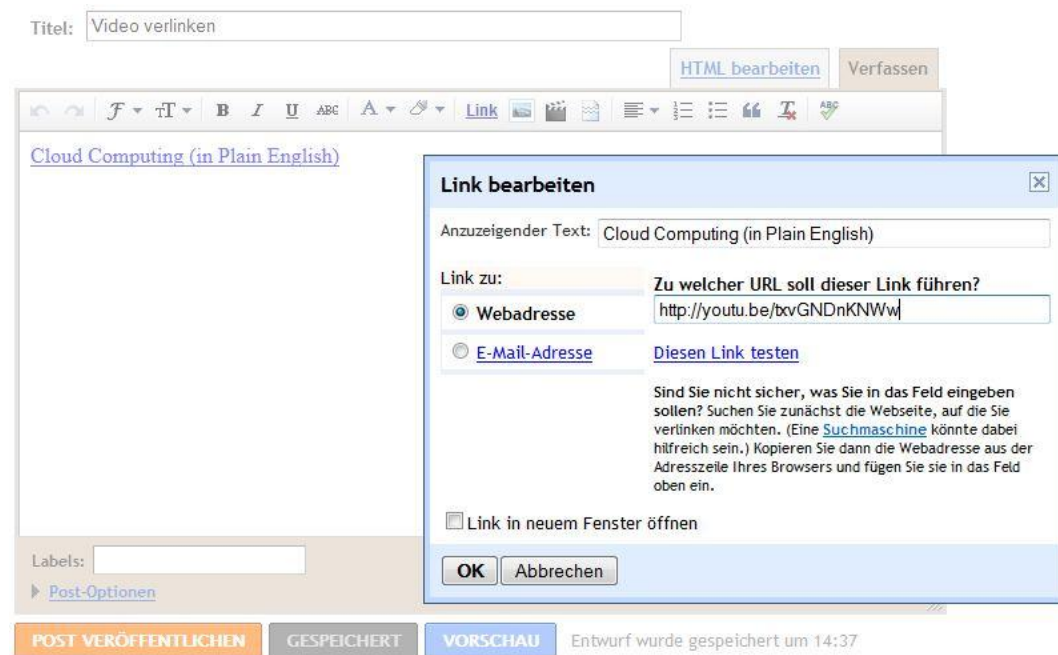 Titel: Video verlinken
HTML bearbeiten Verfassen
F T B I U ABC A Link ABC
Cloud Computing (in Plain English)
Link bearbeiten
Anzuzeigender Text: Cloud Computing (in Plain English)
Link zu:
Zu welcher URL soll dieser Link führen?
Webadresse http://youtu.be/txvGNDnKNWw
E-Mail-Adresse Diesen Link testen
Sind Sie nicht sicher, was Sie in das Feld eingeben
sollen? Suchen Sie zunächst die Webseite, auf die Sie
verlinken möchten. (Eine Suchmaschine könnte dabei
hilfreich sein.) Kopieren Sie dann die Webadresse aus der
Adresszeile Ihres Browsers und fügen Sie sie in das Feld
oben ein.
Link in neuem Fenster öffnen
OK Abbrechen
Labels:
Post-Optionen
POST VERÖFFENTLICHEN GESPEICHERT VORSCHAU Entwurf wurde gespeichert um 14:37